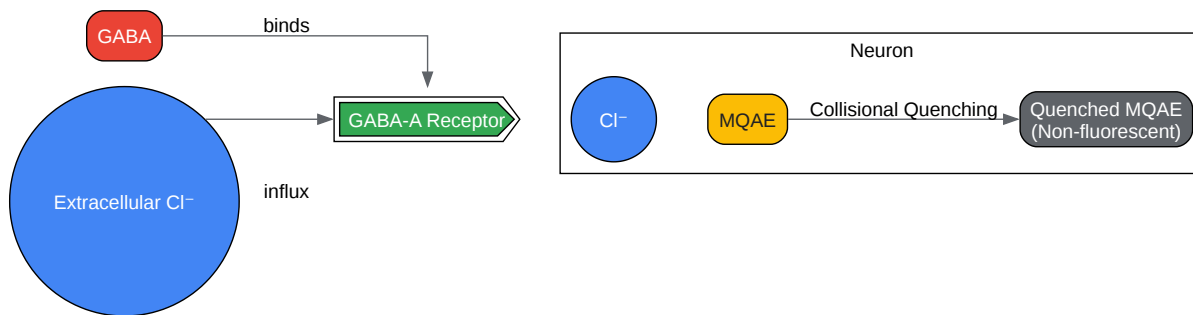 GABA
binds
Neuron
GABA-A Receptor
Cl⁻
MQAE
Collisional Quenching
Quenched MQAE
(Non-fluorescent)
Extracellular Cl⁻
influx